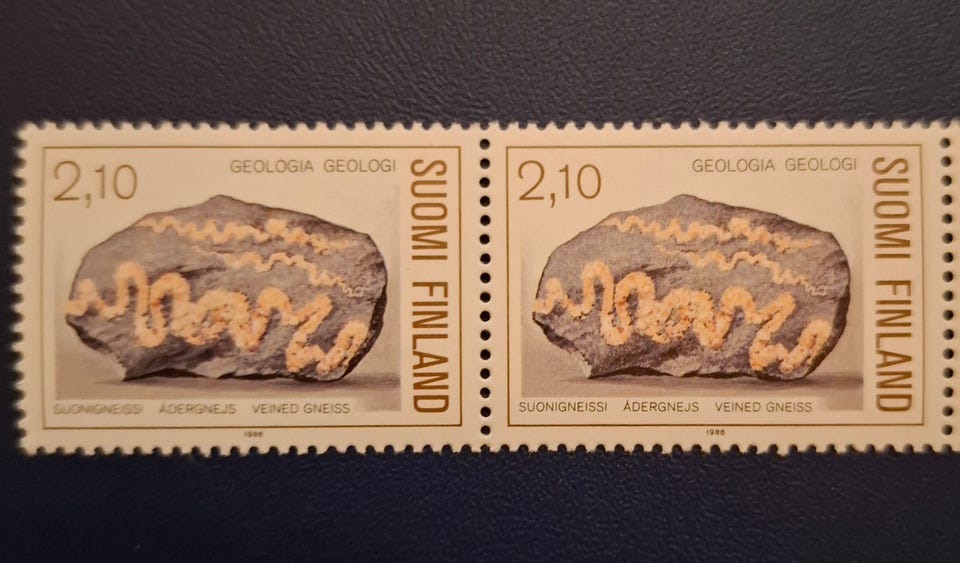 2,10
GEOLOGIA GEOLOGI
SUOMI FINLAND
SUONIGNEISSI ÅDERGNEJS VEINED GNEISS
1986
2,10
GEOLOGIA GEOLOGI
SUOMI FINLAND
SUONIGNEISSI ÅDERGNEJS VEINED GNEISS
1986